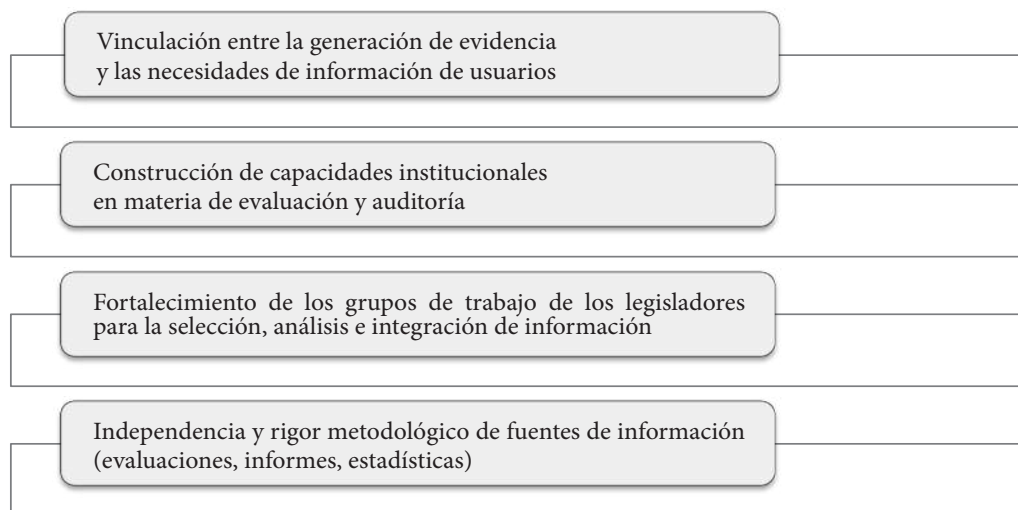 Vinculación entre la generación de evidencia
y las necesidades de información de usuarios
Construcción de capacidades institucionales
en materia de evaluación y auditoría
Fortalecimiento de los grupos de trabajo de los legisladores
para la selección, análisis e integración de información
Independencia y rigor metodológico de fuentes de información
(evaluaciones, informes, estadísticas)